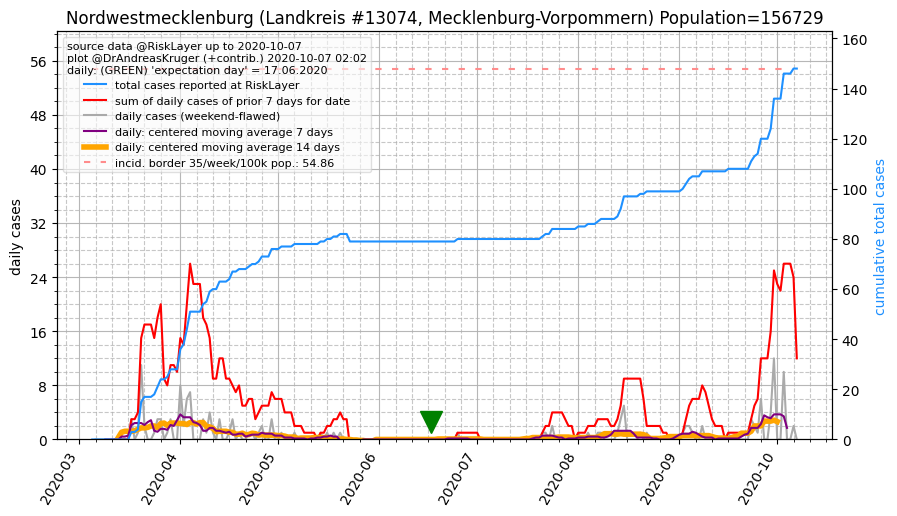 Nordwestmecklenburg (Landkreis #13074, Mecklenburg-Vorpommern) Population=156729
source data @RiskLayer up to 2020-10-07
plot @DrAndreasKruger (+contrib.) 2020-10-07 02:02
daily: (GREEN) 'expectation day' = 17.06.2020
total cases reported at RiskLayer
sum of daily cases of prior 7 days for date
daily cases (weekend-flawed)
daily: centered moving average 7 days
daily: centered moving average 14 days
incid. border 35/week/100k pop.: 54.86
daily cases
56
48
40
32
24
16
8
0
160
140
120
100
80
60
40
20
0
cumulative total cases
2020-03
2020-04
2020-05
2020-06
2020-07
2020-08
2020-09
2020-10